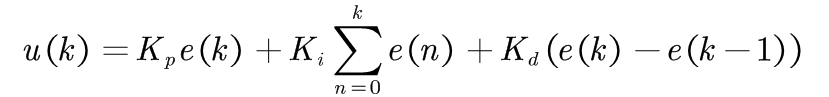 u(k) = K_p e(k) + K_i \sum_{n=0}^{k} e(n) + K_d (e(k) − e(k − 1))